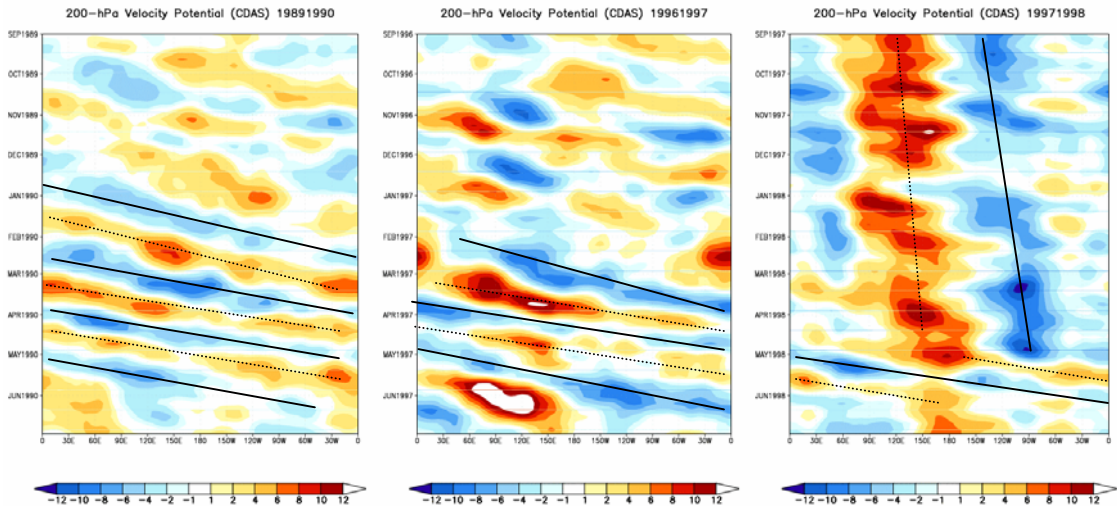 200-hPa Velocity Potential (CDAS) 19891990
SEP1989
OCT1989
NOV1989
DEC1989
JAN1990
FEB1990
MAR1990
APR1990
MAY1990
JUN1990
0 30E 60E 90E 120E 150E 180 150W 120W 90W 60W 30W 0
-12 -10 -8 -6 -4 -2 -1 1 2 4 6 8 10 12
200-hPa Velocity Potential (CDAS) 19961997
SEP1996
OCT1996
NOV1996
DEC1996
JAN1997
FEB1997
MAR1997
APR1997
MAY1997
JUN1997
0 30E 60E 90E 120E 150E 180 150W 120W 90W 60W 30W 0
-12 -10 -8 -6 -4 -2 -1 1 2 4 6 8 10 12
200-hPa Velocity Potential (CDAS) 19971998
SEP1997
OCT1997
NOV1997
DEC1997
JAN1998
FEB1998
MAR1998
APR1998
MAY1998
JUN1998
0 30E 60E 90E 120E 150E 180 150W 120W 90W 60W 30W 0
-12 -10 -8 -6 -4 -2 -1 1 2 4 6 8 10 12